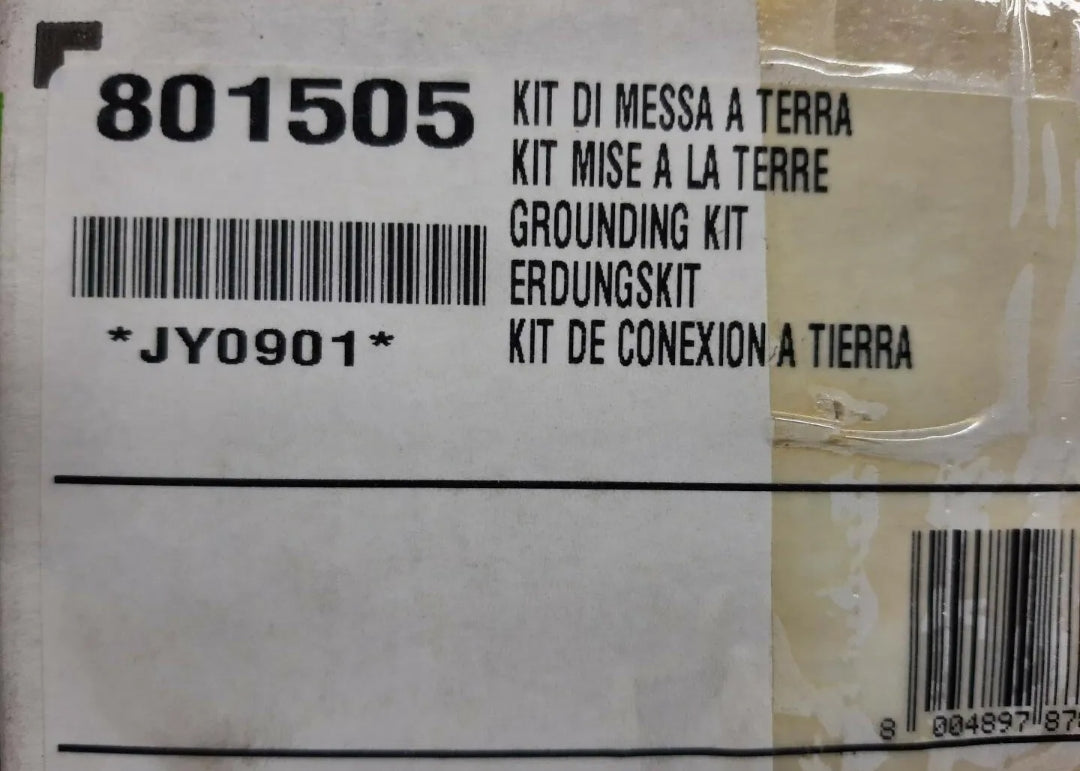 801505
KIT DI MESSA A TERRA
KIT MISE A LA TERRE
GROUNDING KIT
ERDUNGSKIT
KIT DE CONEXION A TIERRA
*JY0901*
8 004897 87